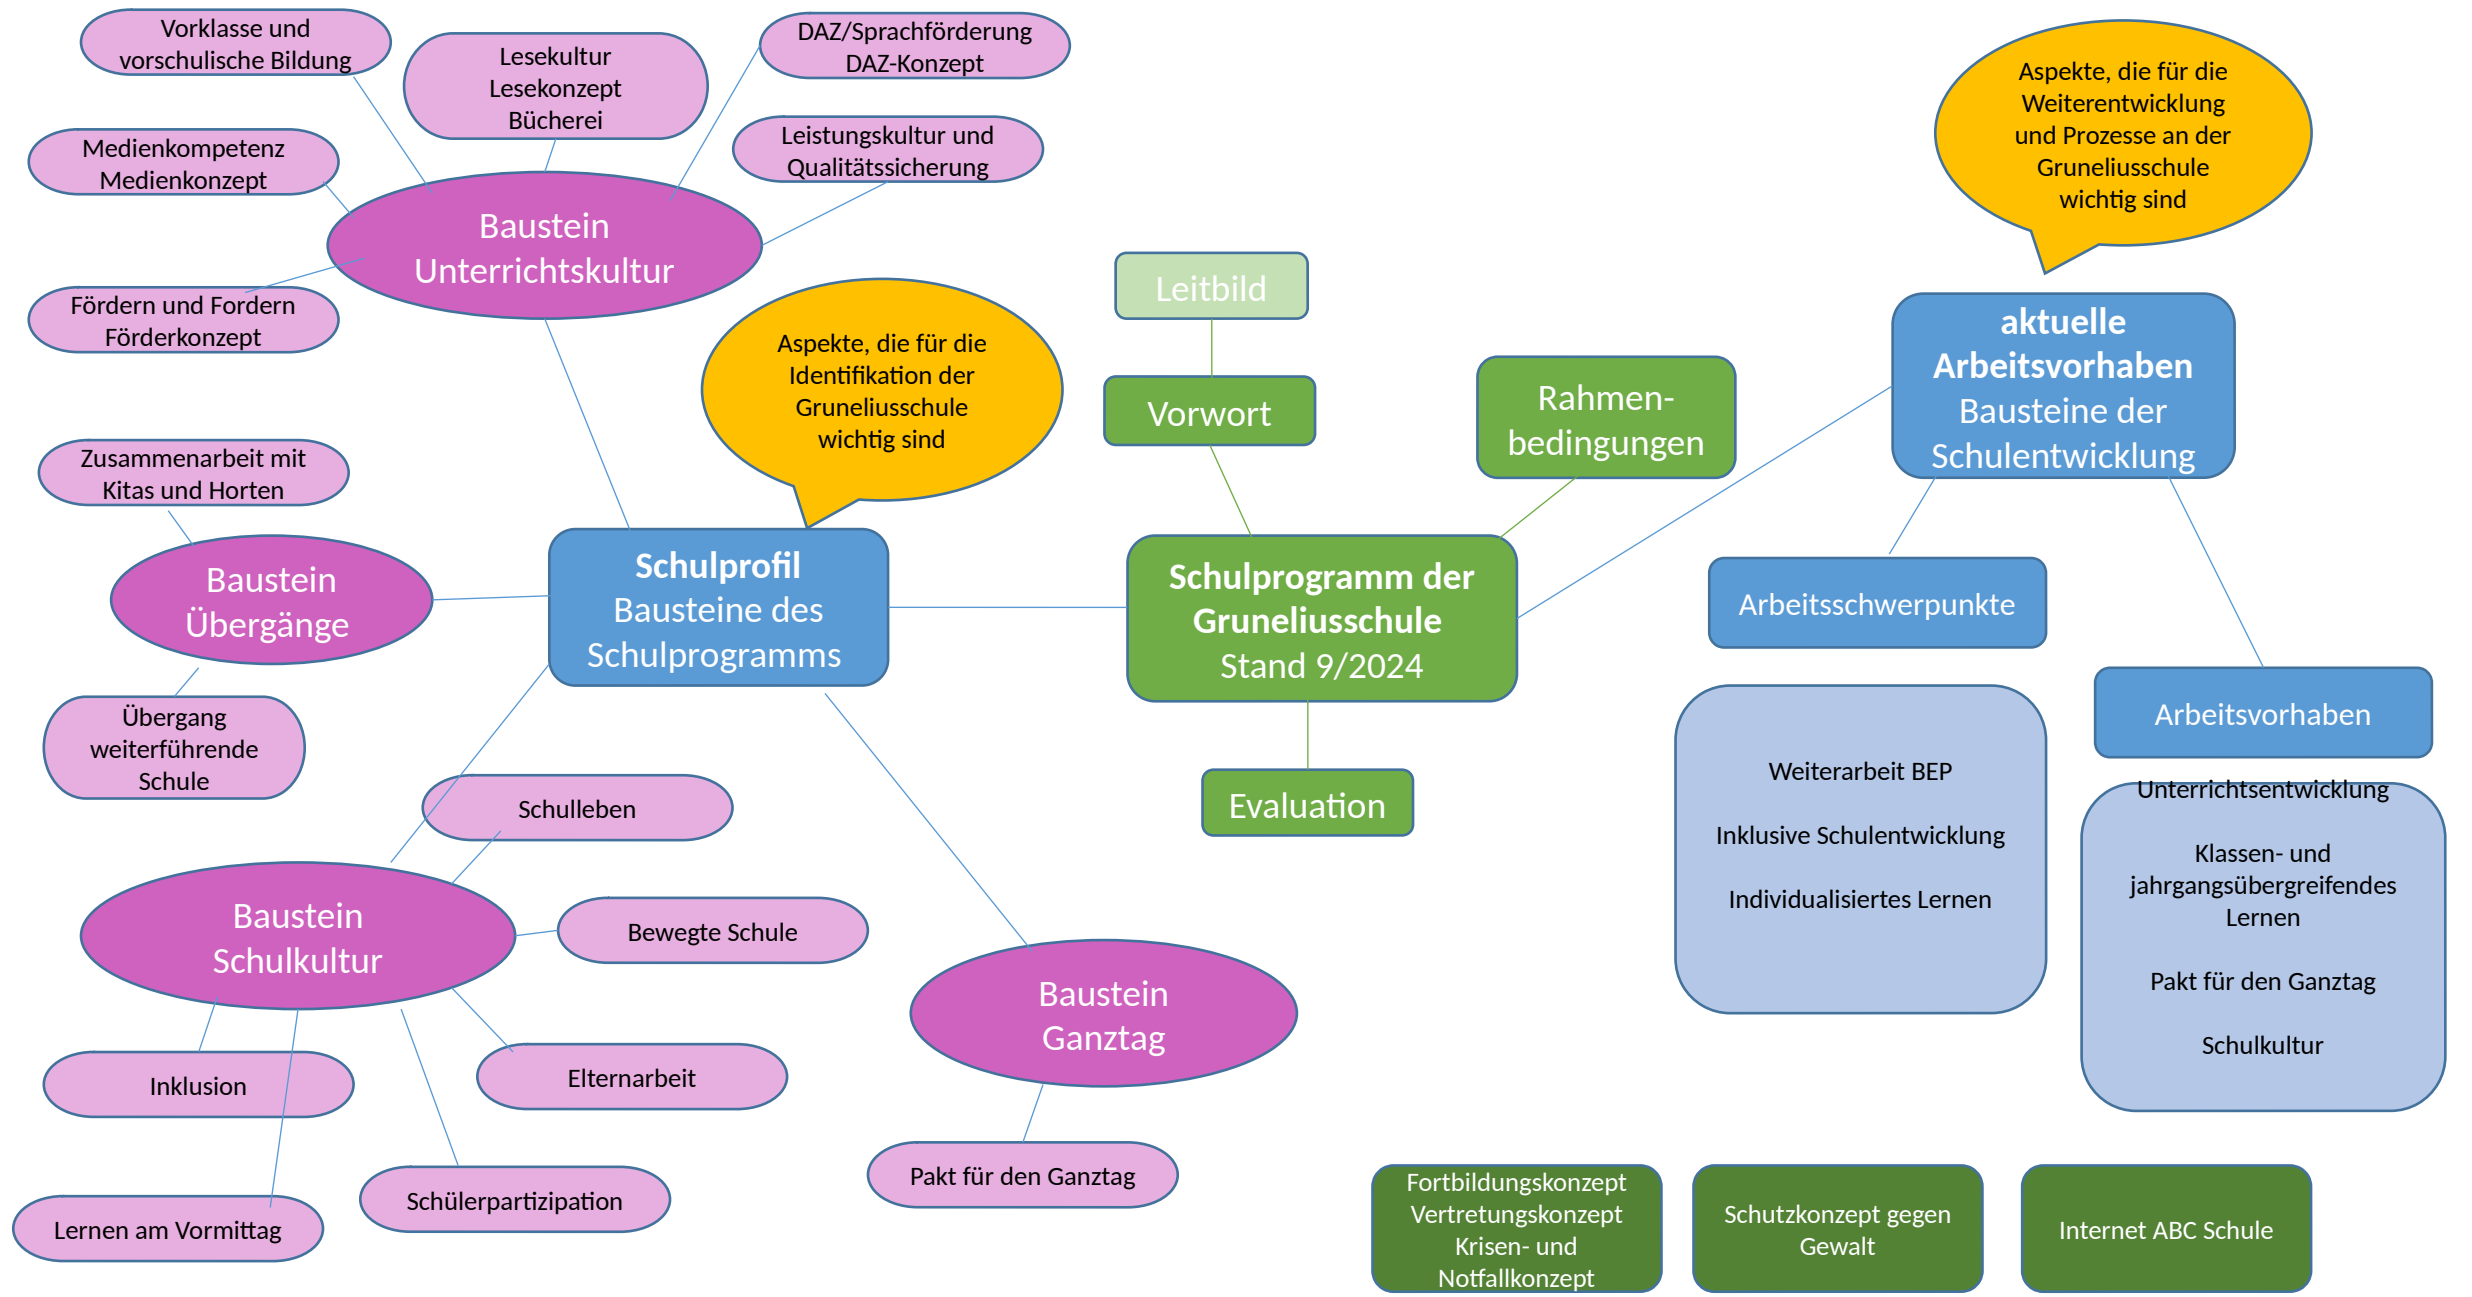 Vorklasse und
vorschulische Bildung
Lesekultur
Lesekonzept
Bücherei
DAZ/Sprachförderung
DAZ-Konzept
Leistungskultur und
Qualitätssicherung
Medienkompetenz
Medienkonzept
Baustein
Unterrichtskultur
Fördern und Fordern
Förderkonzept
Aspekte, die für die
Identifikation der
Gruneliusschule
wichtig sind
Zusammenarbeit mit
Kitas und Horten
Baustein
Übergänge
Übergang
weiterführende
Schule
Schulprofil
Bausteine des
Schulprogramms
Schulleben
Baustein
Schulkultur
Bewegte Schule
Elternarbeit
Inklusion
Schülerpartizipation
Lernen am Vormittag
Baustein
Ganztag
Pakt für den Ganztag
Leitbild
Vorwort
Rahmen-
bedingungen
Schulprogramm der
Gruneliusschule
Stand 9/2024
Evaluation
Aspekte, die für die
Weiterentwicklung
und Prozesse an der
Gruneliusschule
wichtig sind
aktuelle
Arbeitsvorhaben
Bausteine der
Schulentwicklung
Arbeitsschwerpunkte
Weiterarbeit BEP
Inklusive Schulentwicklung
Individualisiertes Lernen
Arbeitsvorhaben
Unterrichtsentwicklung
Klassen- und
jahrgangsübergreifendes
Lernen
Pakt für den Ganztag
Schulkultur
Fortbildungskonzept
Vertretungskonzept
Krisen- und
Notfallkonzept
Schutzkonzept gegen
Gewalt
Internet ABC Schule